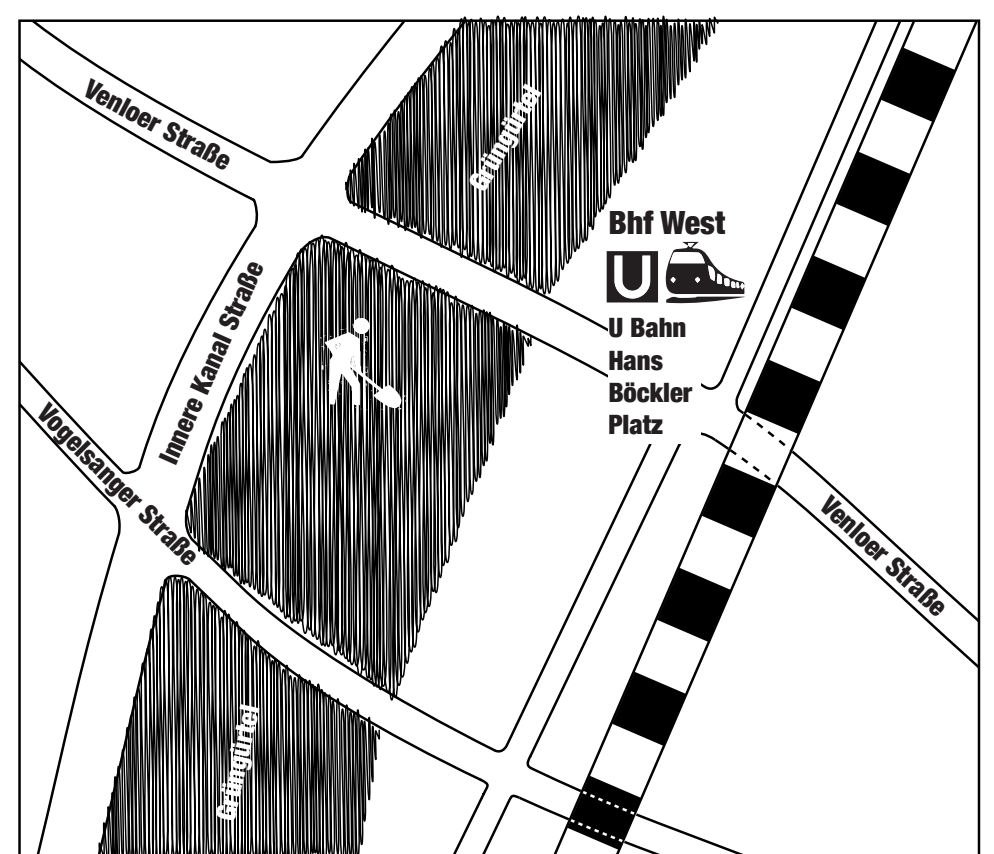 Venloer Straße
Grüngürtel
Bhf West
U
U Bahn
Hans
Böckler
Platz
Innere Kanal Straße
Vogelsanger Straße
Venloer Straße
Grüngürtel